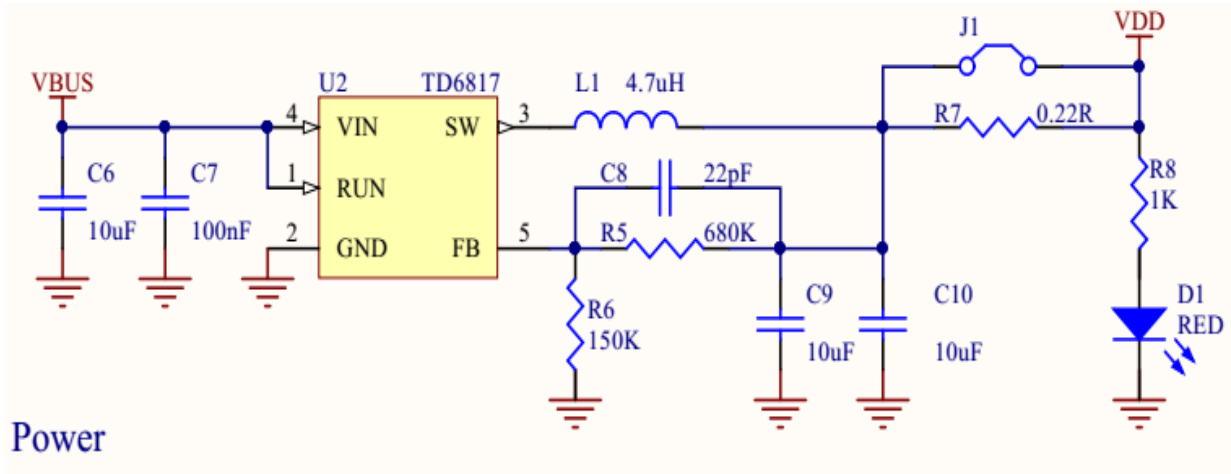 J1
VDD
VBUS
U2
TD6817
L1
4.7uH
4
VIN
SW
3
R7
0.22R
C6
C7
C8
22pF
R8
1K
1
RUN
10uF
100nF
2
GND
FB
5
R5
680K
R6
150K
C9
C10
D1
RED
10uF
10uF
Power